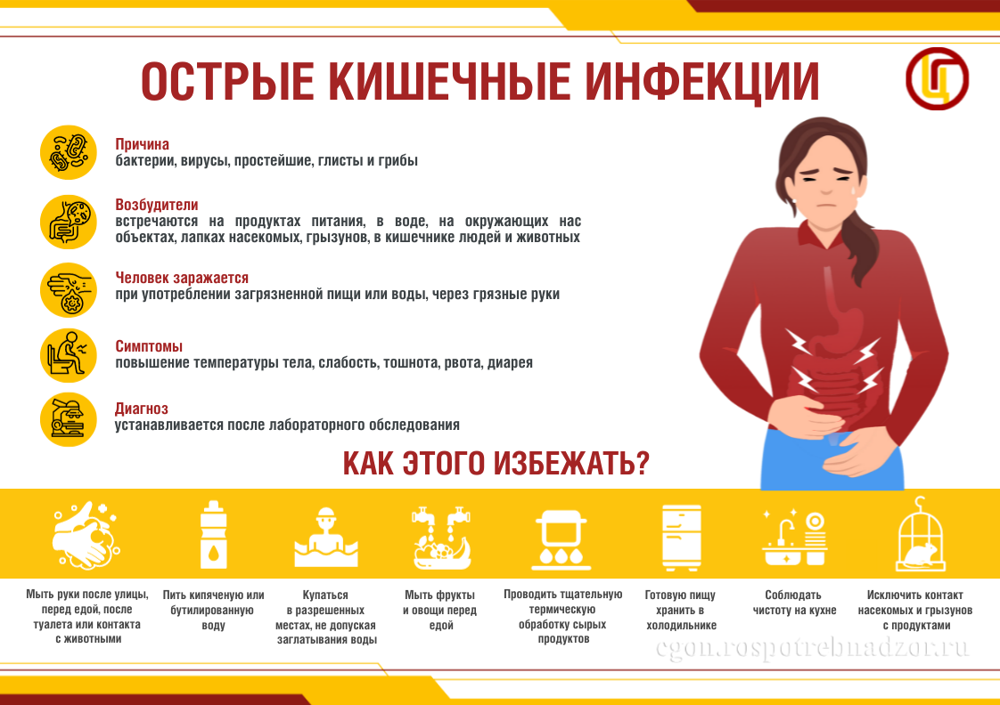 ОСТРЫЕ КИШЕЧНЫЕ ИНФЕКЦИИ
ЦГ
Причина
бактерии, вирусы, простейшие, глисты и грибы
Возбудители
встречаются на продуктах питания, в воде, на окружающих нас
объектах, лапках насекомых, грызунов, в кишечнике людей и животных
Человек заражается
при употреблении загрязненной пищи или воды, через грязные руки
Симптомы
повышение температуры тела, слабость, тошнота, рвота, диарея
Диагноз
устанавливается после лабораторного обследования
КАК ЭТОГО ИЗБЕЖАТЬ?
Мыть руки после улицы,
перед едой, после
туалета или контакта
с животными
Пить кипяченую или
бутилированную
воду
Купаться
в разрешенных
местах, не допуская
заглатывания воды
Мыть фрукты
и овощи перед
едой
Проводить тщательную
термическую
обработку сырых
продуктов
Готовую пищу
хранить в
холодильнике
Соблюдать
чистоту на кухне
Исключить контакт
насекомых и грызунов
с продуктами
cgon.rospotrebnadzor.ru